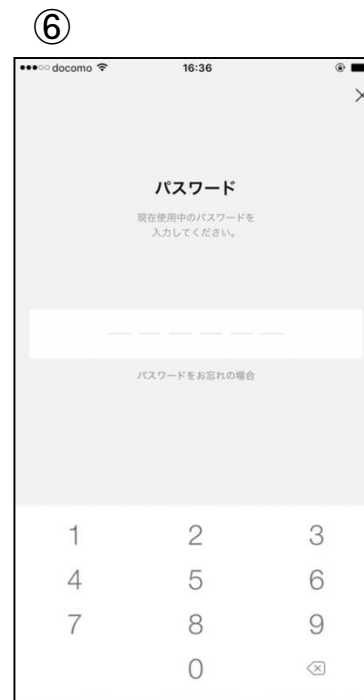 ⑥
docomo 16:36
×
パスワード
現在使用中のパスワードを
入力してください。
パスワードをお忘れの場合
1 2 3
4 5 6
7 8 9
0